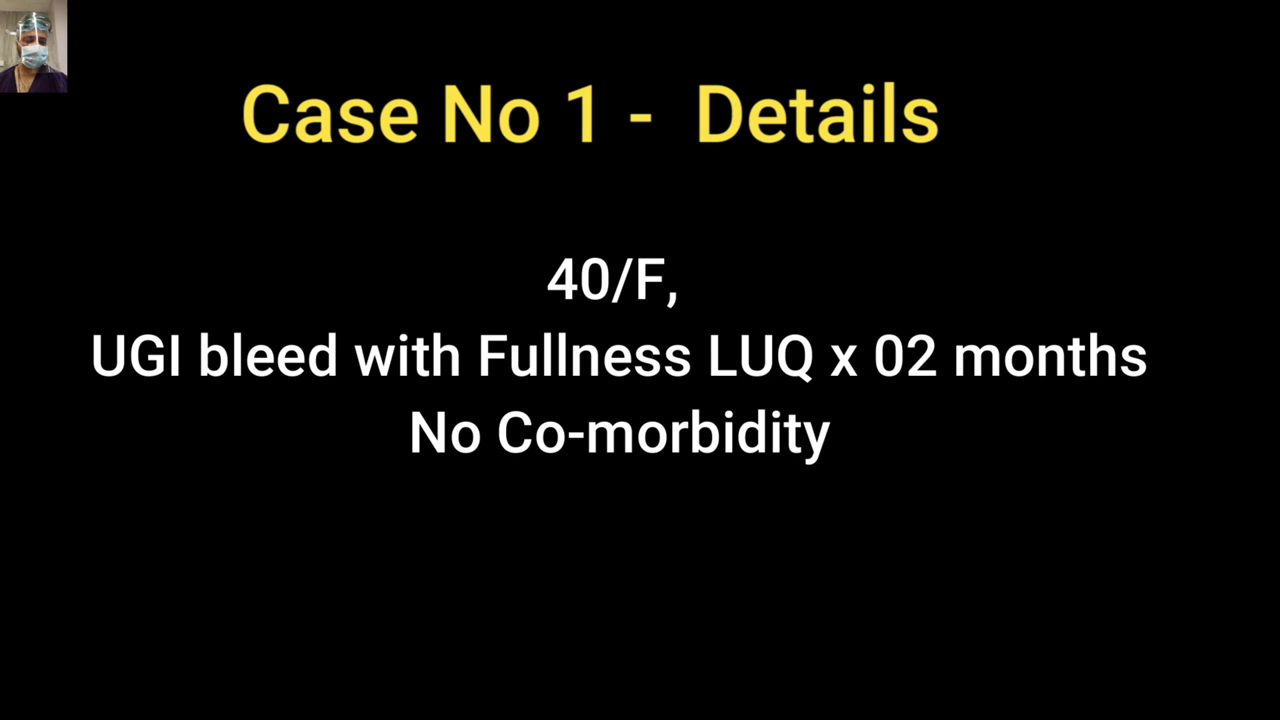 Case No 1 - Details
40/F,
UGI bleed with Fullness LUQ x 02 months
No Co-morbidity